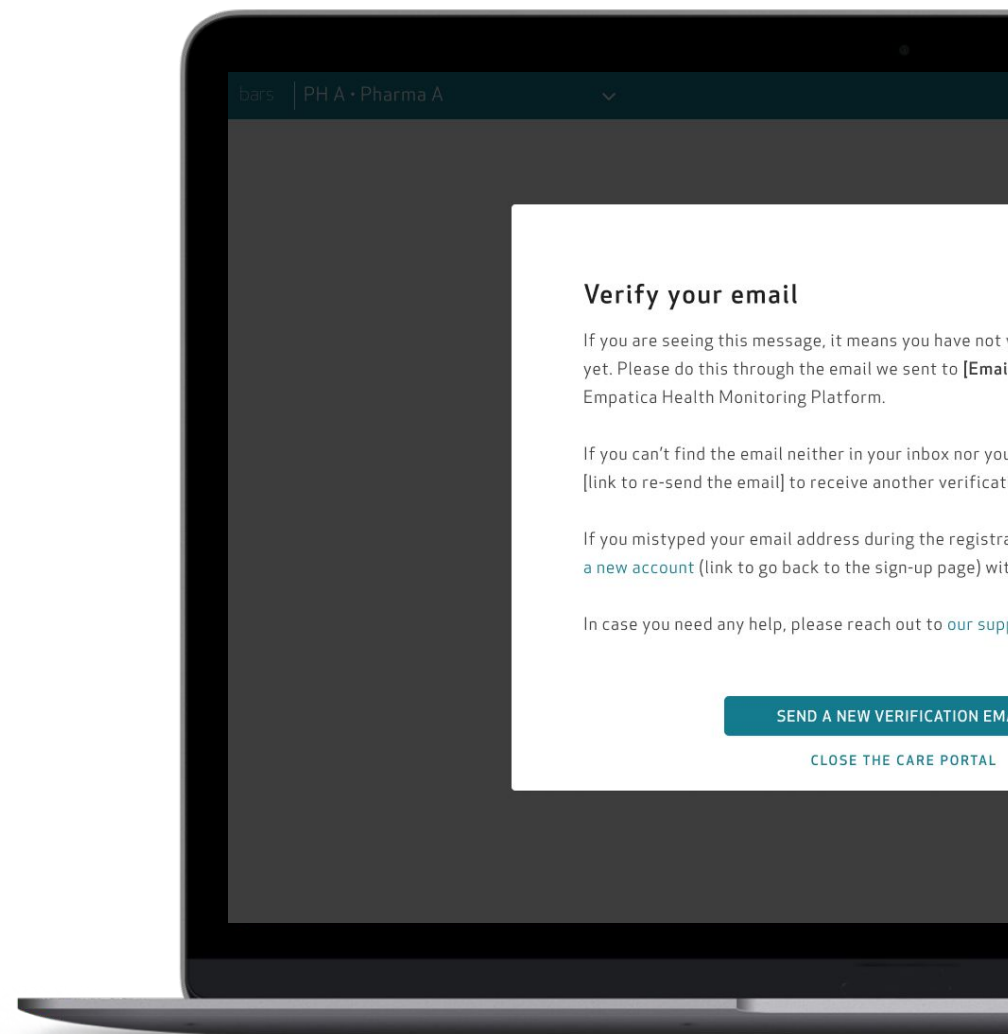 bars PH A • Pharma A
Verify your email
If you are seeing this message, it means you have not
yet. Please do this through the email we sent to [Emai
Empatica Health Monitoring Platform.
If you can't find the email neither in your inbox nor you
[link to re-send the email] to receive another verificat
If you mistyped your email address during the registra
a new account (link to go back to the sign-up page) wit
In case you need any help, please reach out to our sup
SEND A NEW VERIFICATION EMA
CLOSE THE CARE PORTAL